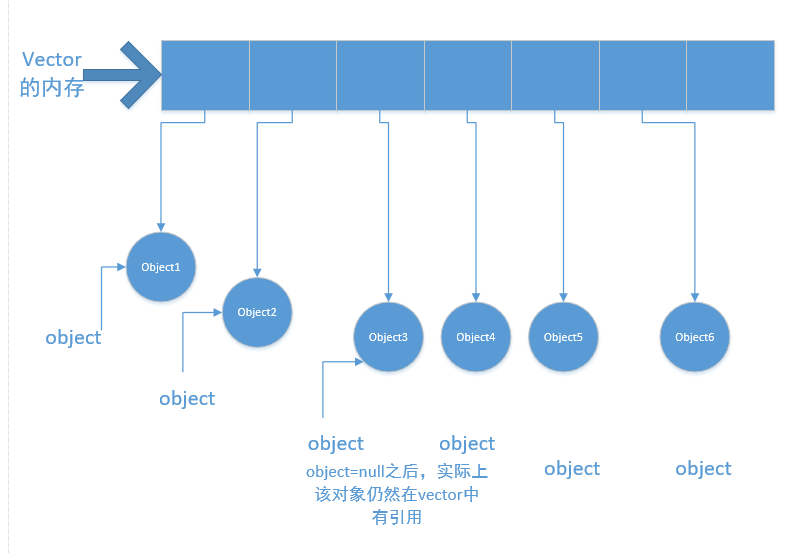 Vector
的内存
Object1
Object2
Object3
Object4
Object5
Object6
object
object
object
object
object
object
object=null之后，实际上
该对象仍然在vector中
有引用